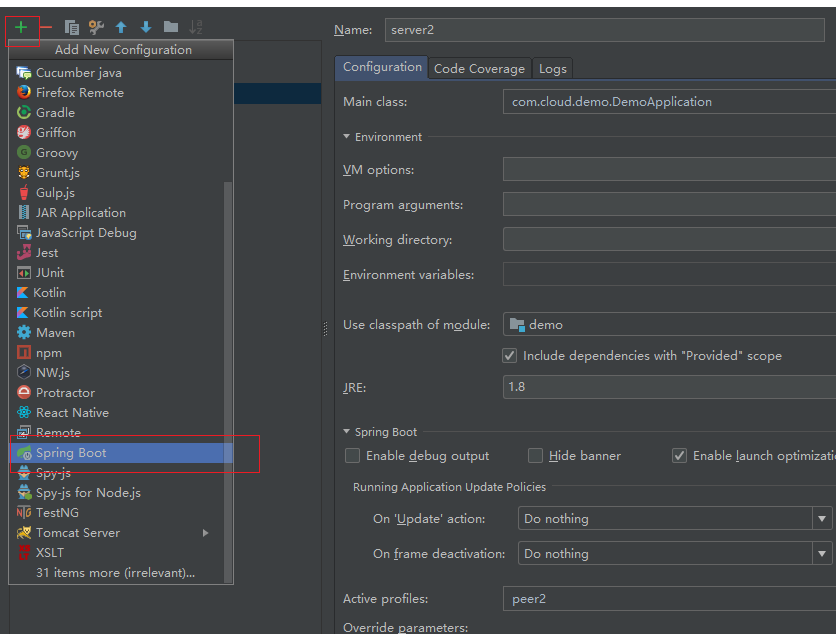 Add New Configuration
Cucumber java
Firefox Remote
Gradle
Griffon
Groovy
Grunt.js
Gulp.js
JAR Application
JavaScript Debug
Jest
JUnit
Kotlin
Kotlin script
Maven
npm
NW.js
Protractor
React Native
Remote
Spring Boot
Spy-js
Spy-js for Node.js
TestNG
Tomcat Server
XSLT
31 items more (irrelevant)...
Name: server2
Configuration Code Coverage Logs
Main class: com.cloud.demo.DemoApplication
Environment
VM options:
Program arguments:
Working directory:
Environment variables:
Use classpath of module: demo
Include dependencies with "Provided" scope
JRE: 1.8
Spring Boot
Enable debug output Hide banner Enable launch optimizati
Running Application Update Policies
On 'Update' action: Do nothing
On frame deactivation: Do nothing
Active profiles: peer2
Override parameters: